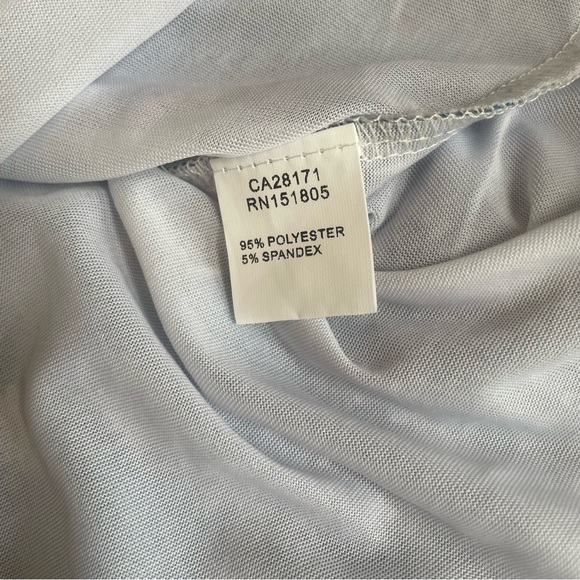 CA28171
RN151805
95% POLYESTER
5% SPANDEX